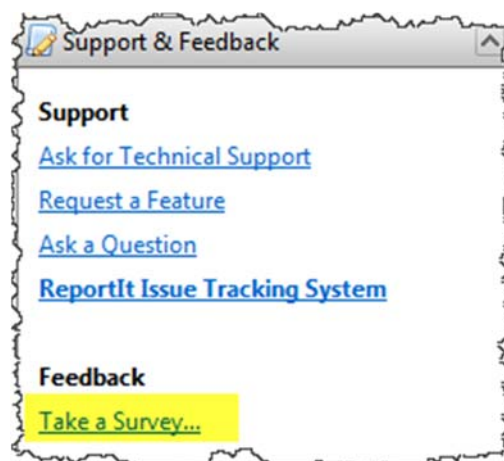 Support & Feedback
Support
Ask for Technical Support
Request a Feature
Ask a Question
ReportIt Issue Tracking System
Feedback
Take a Survey...